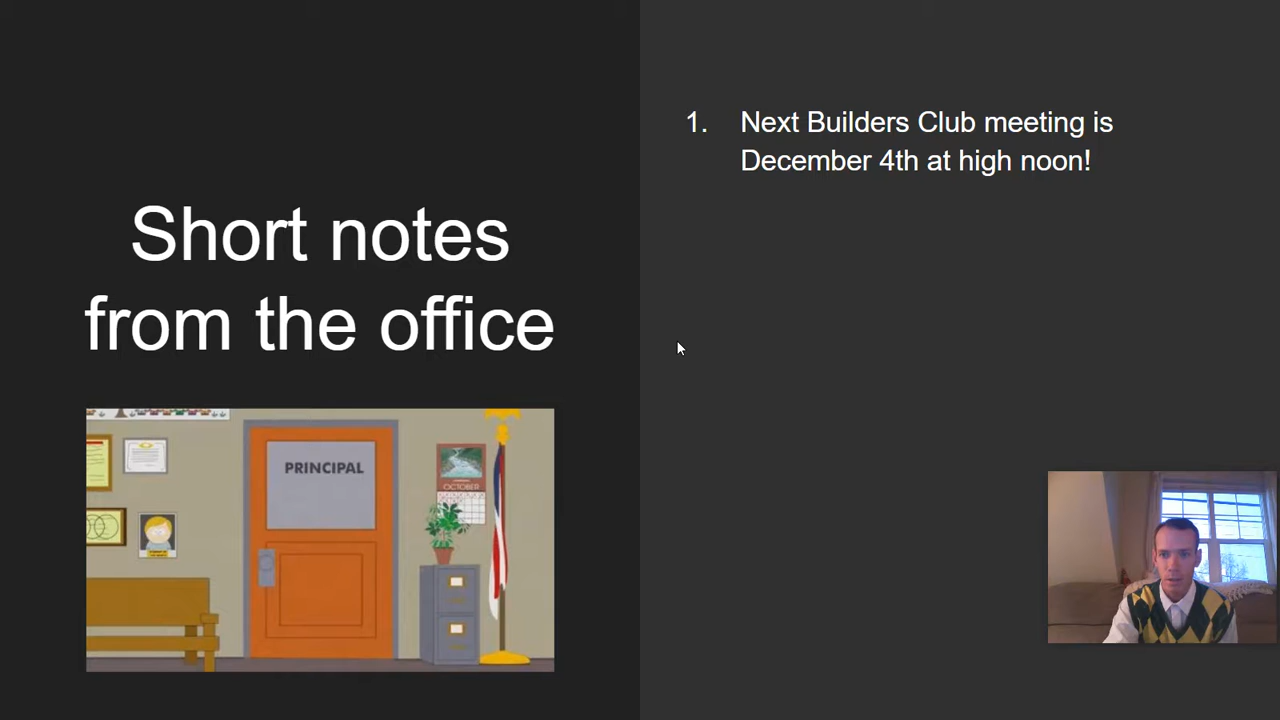 Short notes
from the office
1. Next Builders Club meeting is
December 4th at high noon!
PRINCIPAL
OCTOBER